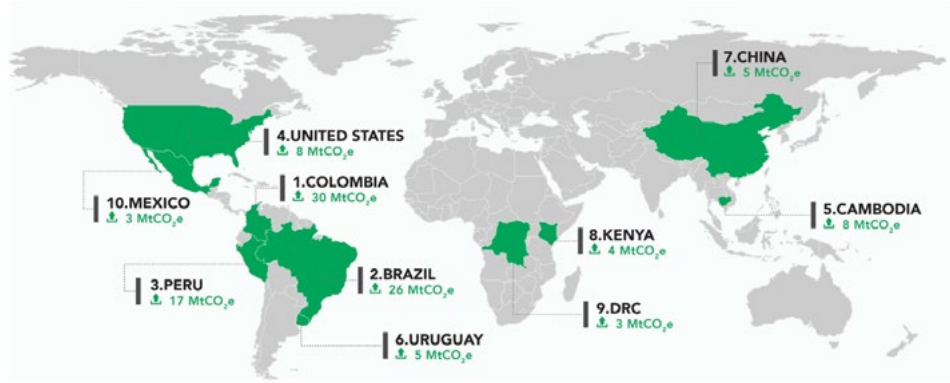 7.CHINA
5 MtCO₂e
4.UNITED STATES
8 MtCO₂e
1.COLOMBIA
30 MtCO₂e
10.MEXICO
3 MtCO₂e
5.CAMBODIA
8 MtCO₂e
8.KENYA
4 MtCO₂e
2.BRAZIL
26 MtCO₂e
3.PERU
17 MtCO₂e
9.DRC
3 MtCO₂e
6.URUGUAY
5 MtCO₂e